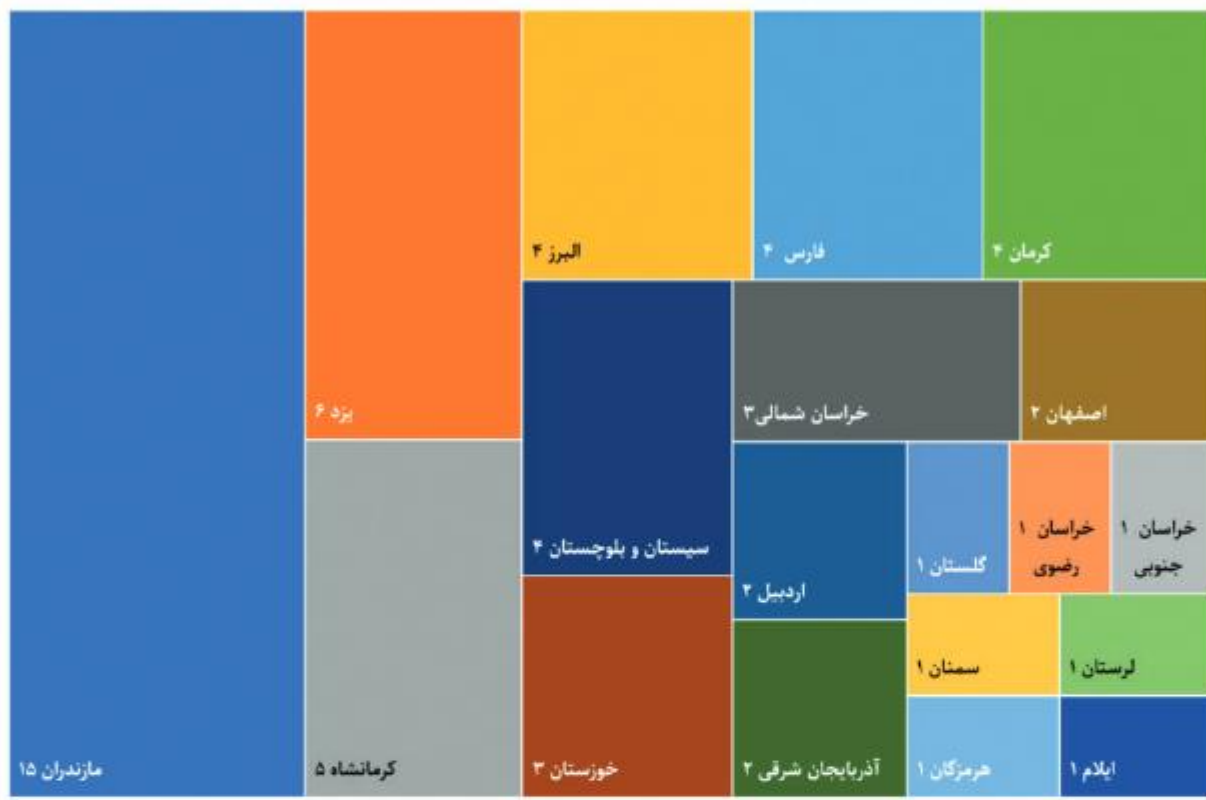 کرمان ۴
فارس ۴
البرز ۴
اصفهان ۲
خراسان شمالی۳
یزد ۶
خراسان ۱
جنوبی
خراسان ۱
رضوی
گلستان ۱
سیستان و بلوچستان ۴
اردبیل ۲
لرستان ۱
سمنان ۱
ایلام ۱
هرمزگان ۱
آذربایجان شرقی ۲
خوزستان ۳
کرمانشاه ۵
مازندران ۱۵